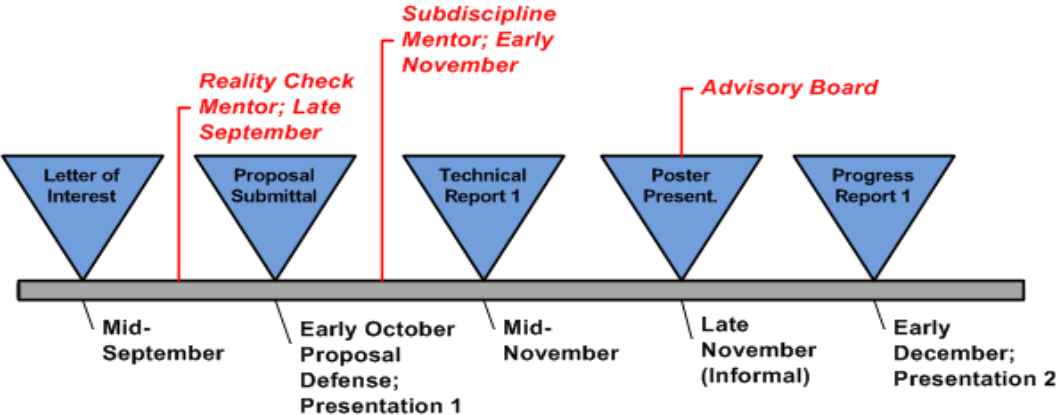 Subdiscipline
Mentor; Early
November
Reality Check
Mentor; Late
September
Advisory Board
Letter of
Interest
Proposal
Submittal
Technical
Report 1
Poster
Present.
Progress
Report 1
Mid-
September
Early October
Proposal
Defense;
Presentation 1
Mid-
November
Late
November
(Informal)
Early
December;
Presentation 2